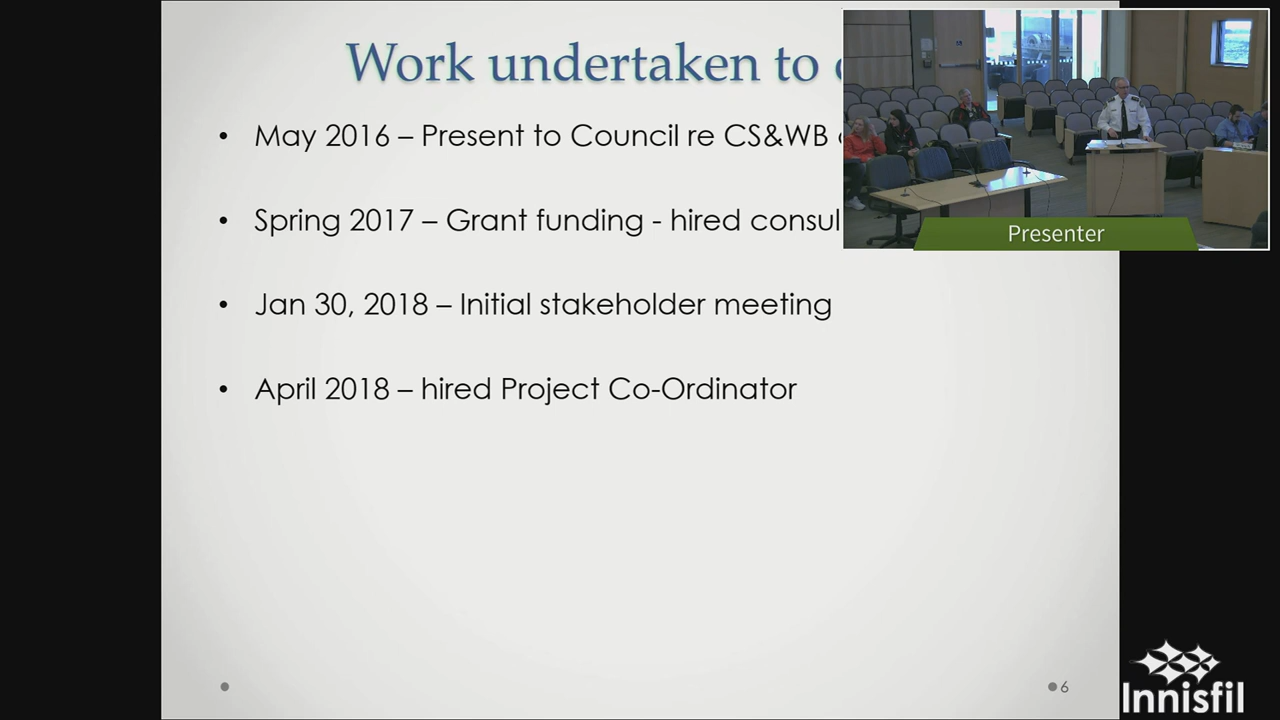 Work undertaken to
• May 2016 – Present to Council re CS&WB
• Spring 2017 – Grant funding - hired
• Jan 30, 2018 – Initial stakeholder meeting
• April 2018 – hired Project Co-Ordinator
Presenter
6
Innisfil